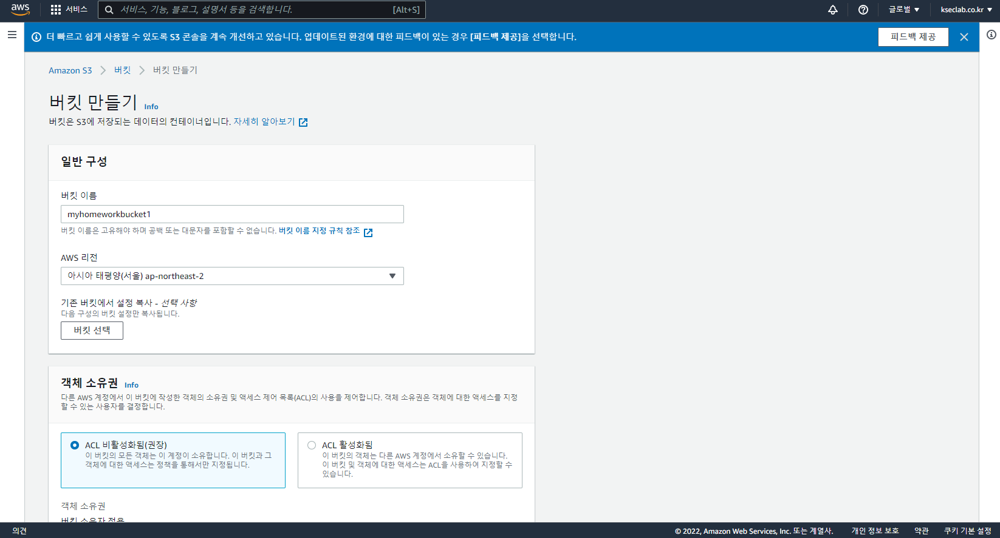 aws
서비스
서비스, 기능, 블로그, 설명서 등을 검색합니다.
[Alt+S]
글로벌
kseclab.co.kr
더 빠르고 쉽게 사용할 수 있도록 S3 콘솔을 계속 개선하고 있습니다. 업데이트된 환경에 대한 피드백이 있는 경우 [피드백 제공]을 선택합니다.
피드백 제공
Amazon S3 > 버킷 > 버킷 만들기
버킷 만들기 Info
버킷은 S3에 저장되는 데이터의 컨테이너입니다. 자세히 알아보기
일반 구성
버킷 이름
myhomeworkbucket1
버킷 이름은 고유해야 하며 공백 또는 대문자를 포함할 수 없습니다. 버킷 이름 지정 규칙 참조
AWS 리전
아시아 태평양(서울) ap-northeast-2
기존 버킷에서 설정 복사 - 선택 사항
다음 구성의 버킷 설정만 복사됩니다.
버킷 선택
객체 소유권 Info
다른 AWS 계정에서 이 버킷에 작성한 객체의 소유권 및 액세스 제어 목록(ACL)의 사용을 제어합니다. 객체 소유권은 객체에 대한 액세스를 지정
할 수 있는 사용자를 결정합니다.
ACL 비활성화됨(권장)
이 버킷의 모든 객체는 이 계정이 소유합니다. 이 버킷과 그
객체에 대한 액세스는 정책을 통해서만 지정됩니다.
ACL 활성화됨
이 버킷의 객체는 다른 AWS 계정에서 소유할 수 있습니다.
이 버킷 및 객체에 대한 액세스는 ACL을 사용하여 지정할 수
있습니다.
객체 소유권
버킷 소유자 적용
의견
© 2022, Amazon Web Services, Inc. 또는 계열사.
개인 정보 보호
약관
쿠키 기본 설정